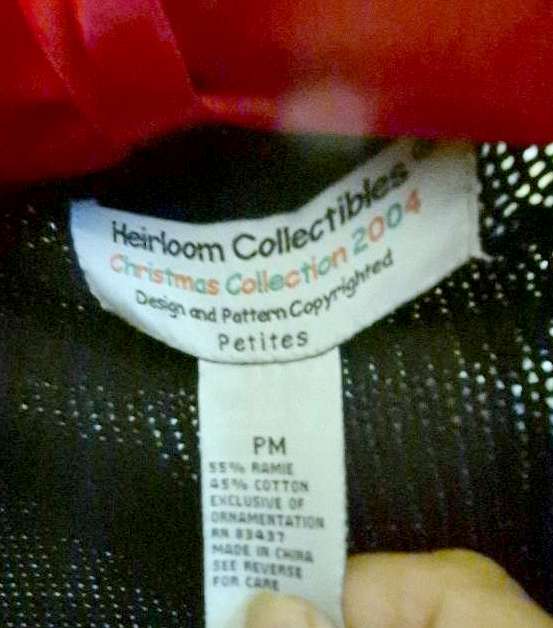 Heirloom Collectibles ®
Christmas Collection 2004
Design and Pattern Copyrighted
Petites
PM
55% RAMIE
45% COTTON
EXCLUSIVE OF
ORNAMENTATION
RN 83437
MADE IN CHINA
SEE REVERSE
FOR CARE